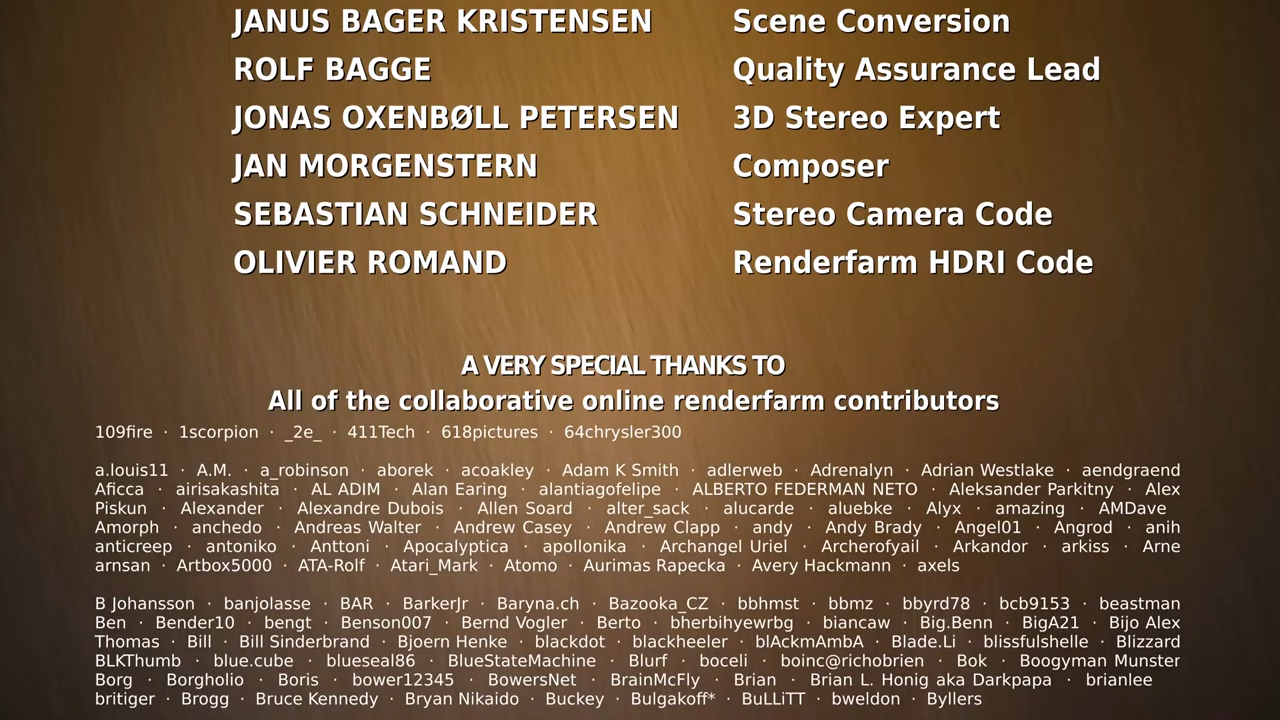 JANUS BAGER KRISTENSEN Scene Conversion
ROLF BAGGE Quality Assurance Lead
JONAS OXENBØLL PETERSEN 3D Stereo Expert
JAN MORGENSTERN Composer
SEBASTIAN SCHNEIDER Stereo Camera Code
OLIVIER ROMAND Renderfarm HDRI Code
A VERY SPECIAL THANKS TO
All of the collaborative online renderfarm contributors
109fire · 1scorpion · _2e_ · 411Tech · 618pictures · 64chrysler300
a.louis11 · A.M. · a_robinson · aborek · acoakley · Adam K Smith · adlerweb · Adrenalyn · Adrian Westlake · aendgraend
Aficca · airisakashita · AL ADIM · Alan Earing · alantiagofelipe · ALBERTO FEDERMAN NETO · Aleksander Parkitny · Alex
Piskun · Alexander · Alexandre Dubois · Allen Soard · alter_sack · alucarde · aluebke · Alyx · amazing · AMDave
Amorph · anchedo · Andreas Walter · Andrew Casey · Andrew Clapp · andy · Andy Brady · Angel01 · Angrod · anih
anticreep · antoniko · Anttoni · Apocalyptica · apollonika · Archangel Uriel · Archerofyail · Arkandor · arkiss · Arne
arnsan · Artbox5000 · ATA-Rolf · Atari_Mark · Atomo · Aurimas Rapecka · Avery Hackmann · axels
B Johansson · banjolasse · BAR · BarkerJr · Baryna.ch · Bazooka_CZ · bbhmst · bbmz · bbyrd78 · bcb9153 · beastman
Ben · Bender10 · bengt · Benson007 · Bernd Vogler · Berto · bherbihyewrbg · biancaw · Big.Benn · BigA21 · Bijo Alex
Thomas · Bill · Bill Sinderbrand · Bjoern Henke · blackdot · blackheeler · blAckmAmbA · Blade.Li · blissfulshelle · Blizzard
BLKThumb · blue.cube · blueseal86 · BlueStateMachine · Blurf · boceli · boinc@richobrien · Bok · Boogyman Munster
Borg · Borgholio · Boris · bower12345 · BowersNet · BrainMcFly · Brian · Brian L. Honig aka Darkpapa · brianlee
britiger · Brogg · Bruce Kennedy · Bryan Nikaido · Buckey · Bulgakoff* · BuLLiTT · bweldon · Byllers